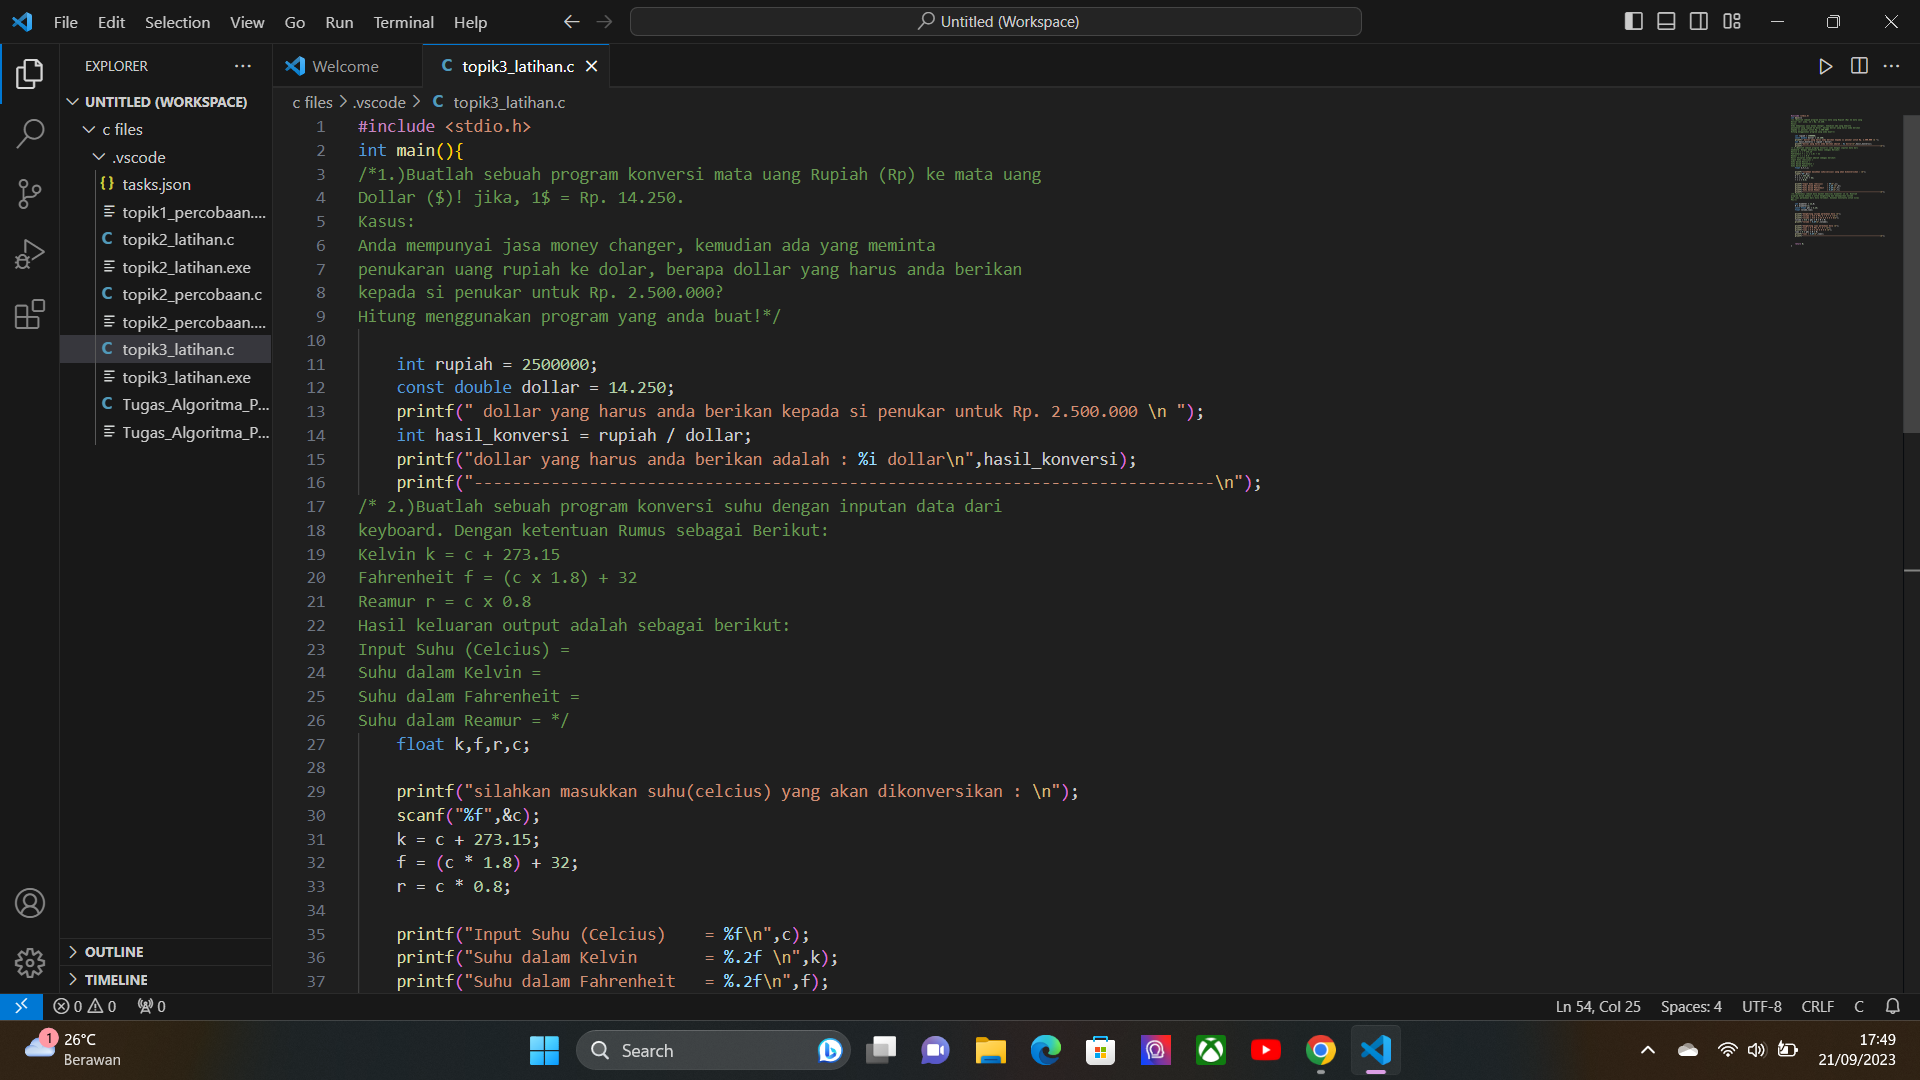 File Edit Selection View Go Run Terminal Help
Untitled (Workspace)
EXPLORER
UNTITLED (WORKSPACE)
c files
.vscode
tasks.json
topik1_percobaan....
topik2_latihan.c
topik2_latihan.exe
topik2_percobaan.c
topik2_percobaan....
topik3_latihan.c
topik3_latihan.exe
Tugas_Algoritma_P...
Tugas_Algoritma_P...
OUTLINE
TIMELINE
Welcome
C topik3_latihan.c
c files > .vscode > C topik3_latihan.c
1 #include <stdio.h>
2 int main(){
3 /*1.)Buatlah sebuah program konversi mata uang Rupiah (Rp) ke mata uang
4 Dollar ($)! jika, 1$ = Rp. 14.250.
5 Kasus:
6 Anda mempunyai jasa money changer, kemudian ada yang meminta
7 penukaran uang rupiah ke dolar, berapa dollar yang harus anda berikan
8 kepada si penukar untuk Rp. 2.500.000?
9 Hitung menggunakan program yang anda buat!*/
10
11     int rupiah = 2500000;
12     const double dollar = 14.250;
13     printf(" dollar yang harus anda berikan kepada si penukar untuk Rp. 2.500.000 \n ");
14     int hasil_konversi = rupiah / dollar;
15     printf("dollar yang harus anda berikan adalah : %i dollar\n",hasil_konversi);
16     printf("-----------------------------------------------------------------------------\n");
17 /* 2.)Buatlah sebuah program konversi suhu dengan inputan data dari
18 keyboard. Dengan ketentuan Rumus sebagai Berikut:
19 Kelvin k = c + 273.15
20 Fahrenheit f = (c x 1.8) + 32
21 Reamur r = c x 0.8
22 Hasil keluaran output adalah sebagai berikut:
23 Input Suhu (Celcius) =
24 Suhu dalam Kelvin =
25 Suhu dalam Fahrenheit =
26 Suhu dalam Reamur = */
27     float k,f,r,c;
28
29     printf("silahkan masukkan suhu(celcius) yang akan dikonversikan : \n");
30     scanf("%f",&c);
31     k = c + 273.15;
32     f = (c * 1.8) + 32;
33     r = c * 0.8;
34
35     printf("Input Suhu (Celcius)    = %f\n",c);
36     printf("Suhu dalam Kelvin       = %.2f \n",k);
37     printf("Suhu dalam Fahrenheit   = %.2f\n",f);
0 0 0
Ln 54, Col 25 Spaces: 4 UTF-8 CRLF C
1
26°C
Berawan
Search
17:49
21/09/2023